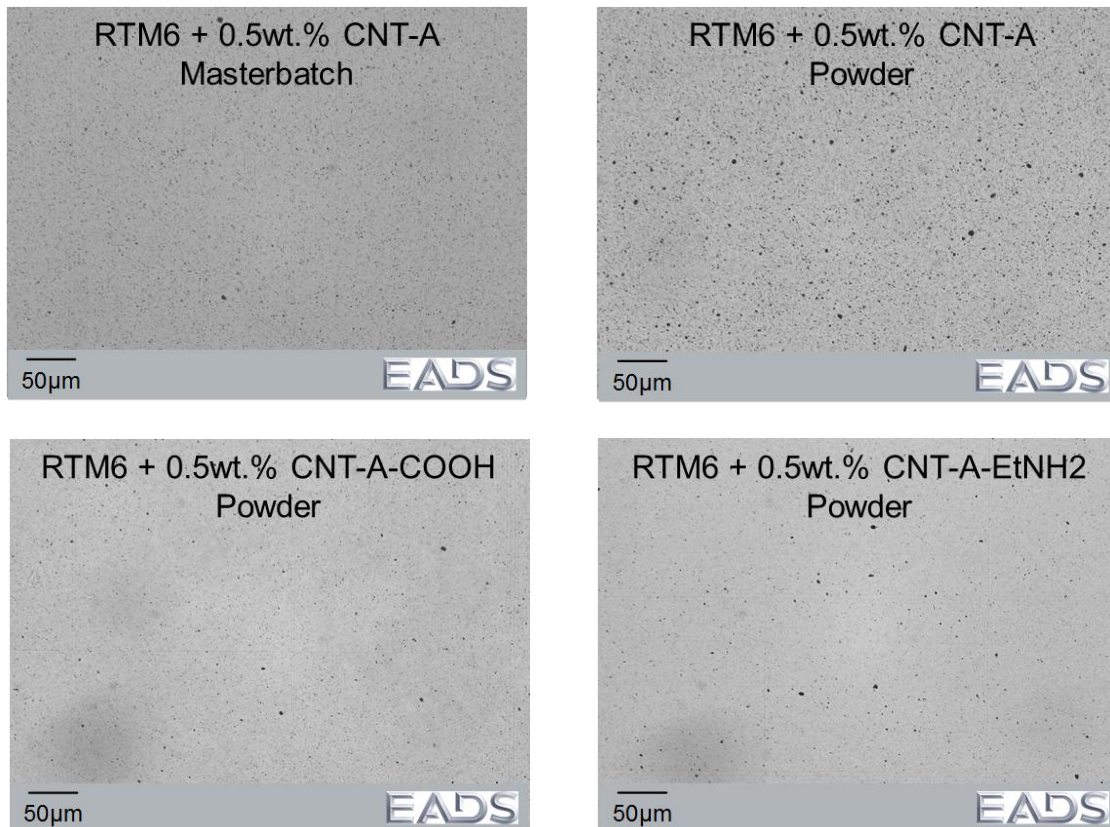 RTM6 + 0.5wt.% CNT-A
Masterbatch
50µm
EADS
RTM6 + 0.5wt.% CNT-A
Powder
50µm
EADS
RTM6 + 0.5wt.% CNT-A-COOH
Powder
50µm
EADS
RTM6 + 0.5wt.% CNT-A-EtNH2
Powder
50µm
EADS